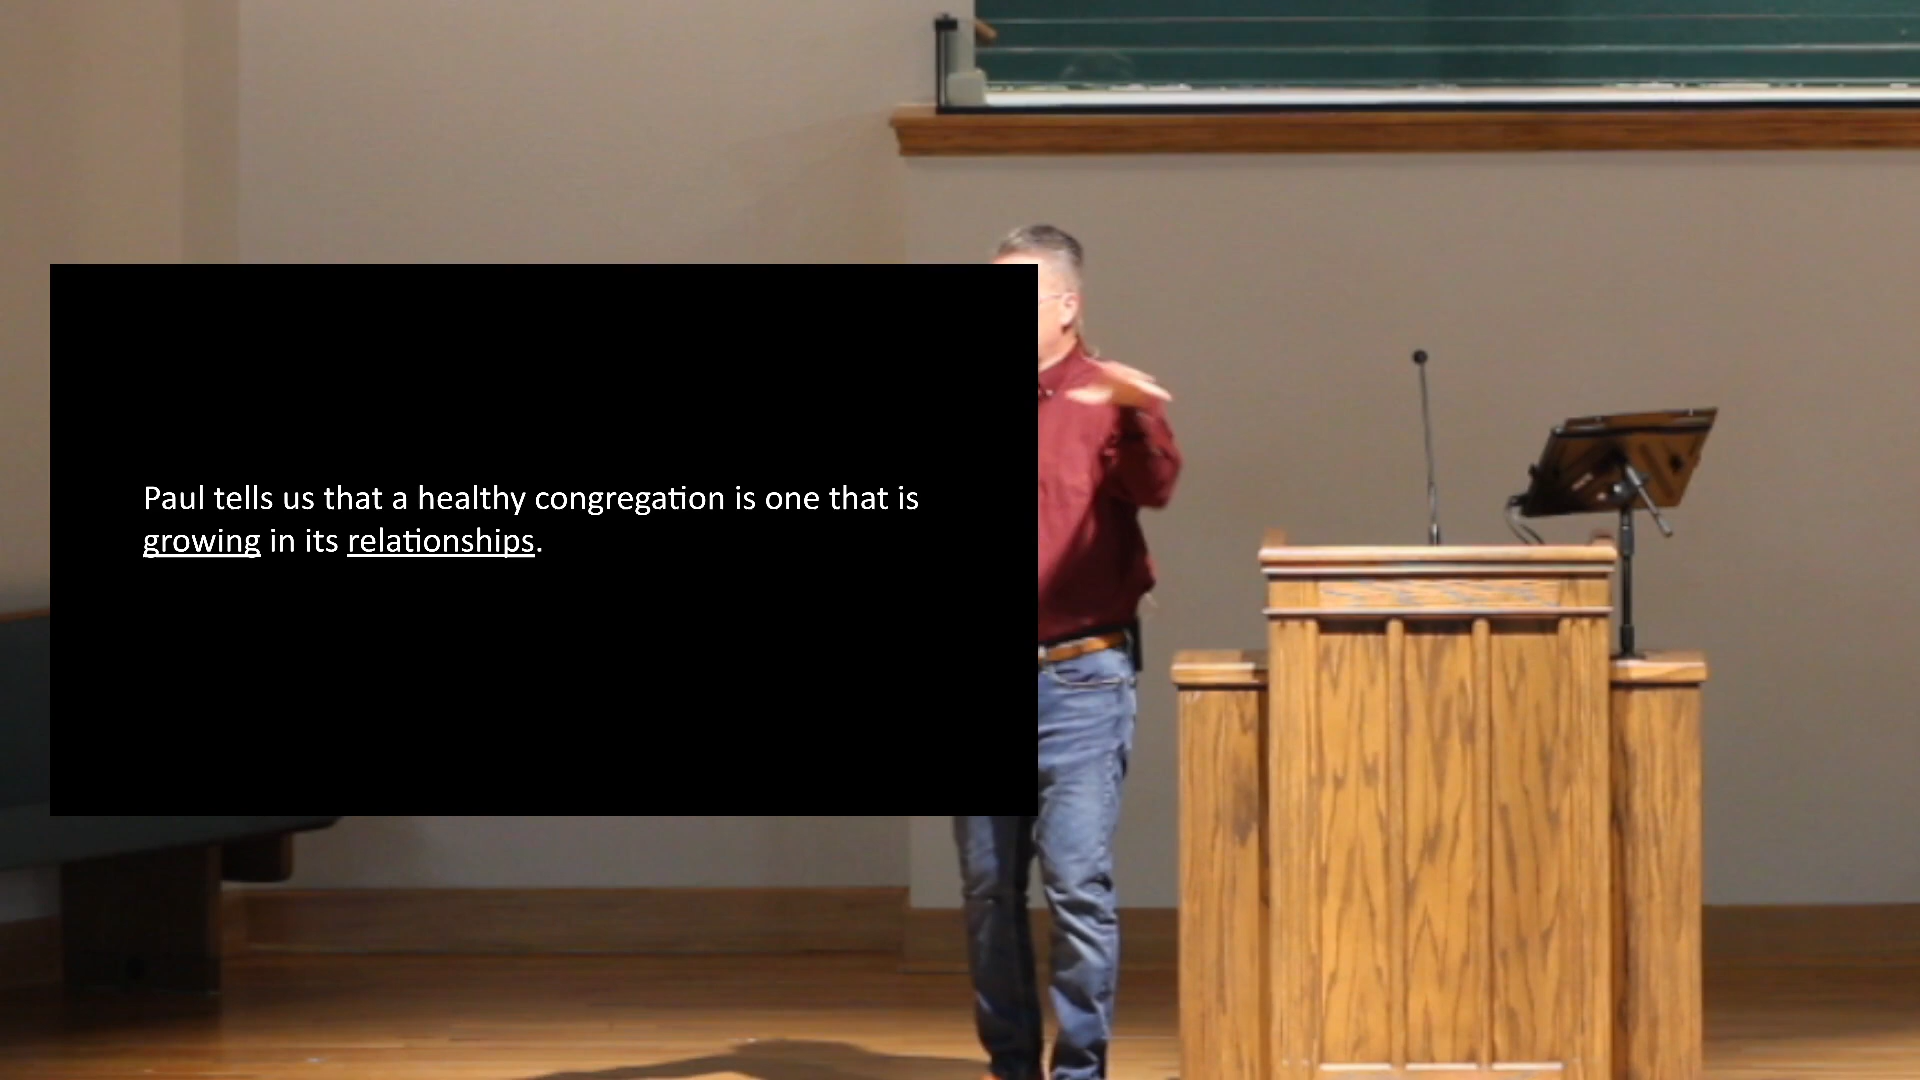 Paul tells us that a healthy congregation is one that is
growing in its relationships.